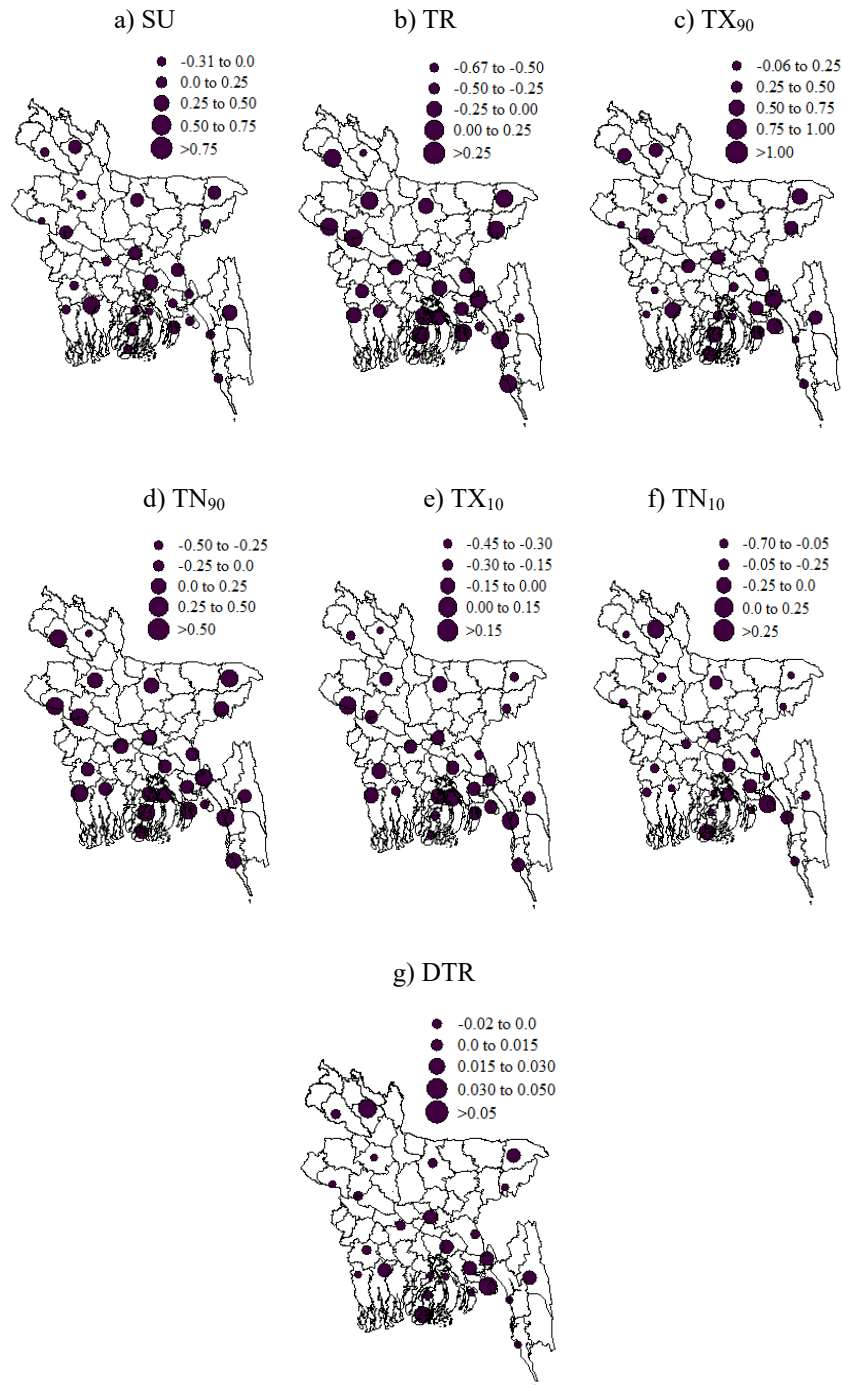 a) SU
-0.31 to 0.0
0.0 to 0.25
0.25 to 0.50
0.50 to 0.75
>0.75
b) TR
-0.67 to -0.50
-0.50 to -0.25
-0.25 to 0.00
0.00 to 0.25
>0.25
c) TX90
-0.06 to 0.25
0.25 to 0.50
0.50 to 0.75
0.75 to 1.00
>1.00
d) TN90
-0.50 to -0.25
-0.25 to 0.0
0.0 to 0.25
0.25 to 0.50
>0.50
e) TX10
-0.45 to -0.30
-0.30 to -0.15
-0.15 to 0.00
0.00 to 0.15
>0.15
f) TN10
-0.70 to -0.05
-0.05 to -0.25
-0.25 to 0.0
0.0 to 0.25
>0.25
g) DTR
-0.02 to 0.0
0.0 to 0.015
0.015 to 0.030
0.030 to 0.050
>0.05